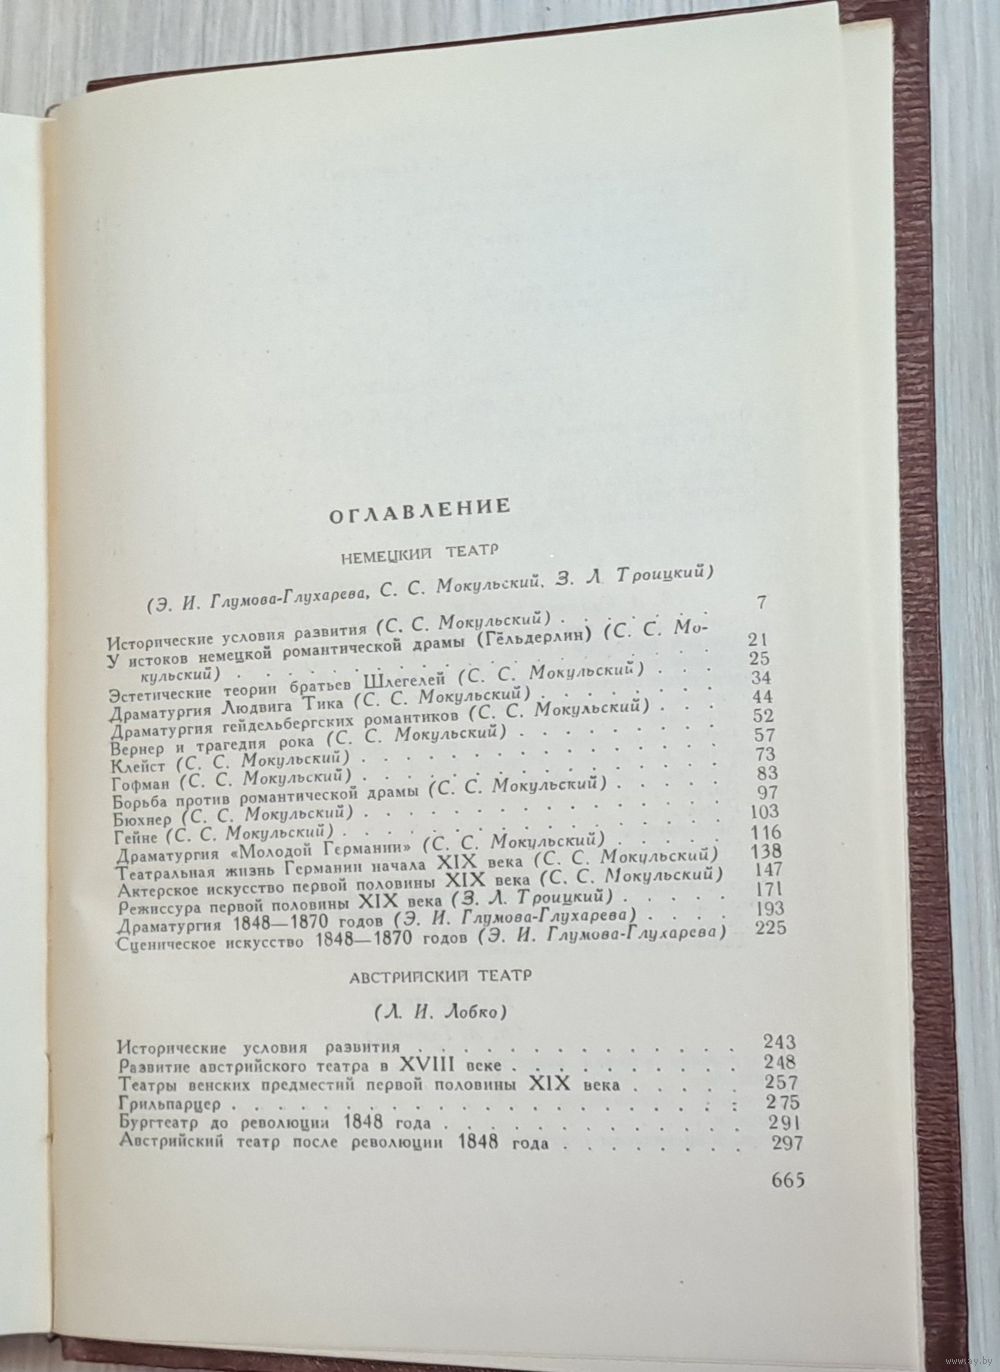 ОГЛАВЛЕНИЕ
НЕМЕЦКИЙ ТЕАТР
(Э. И. Глумова-Глухарева, С. С. Мокульский, З. Л. Троицкий)
Исторические условия развития (С. С. Мокульский) . . . . . . 7
У истоков немецкой романтической драмы (Гёльдерлин) (С. С. Мо-
кульский) . . . . . . . . . . . . . . 21
Эстетические теории братьев Шлегелей (С. С. Мокульский) . . . 25
Драматургия Людвига Тика (С. С. Мокульский) . . . . . . . 34
Драматургия гейдельбергских романтиков (С. С. Мокульский) . . . 44
Вернер и трагедия рока (С. С. Мокульский) . . . . . . . 52
Клейст (С. С. Мокульский) . . . . . . . . . . . . 57
Гофман (С. С. Мокульский) . . . . . . . . . . . . 73
Борьба против романтической драмы (С. С. Мокульский) . . . . 83
Бюхнер (С. С. Мокульский) . . . . . . . . . . . . 97
Гейне (С. С. Мокульский) . . . . . . . . . . . . 103
Драматургия «Молодой Германии» (С. С. Мокульский) . . . . 116
Театральная жизнь Германии начала XIX века (С. С. Мокульский) 138
Актерское искусство первой половины XIX века (С. С. Мокульский) 147
Режиссура первой половины XIX века (З. Л. Троицкий) . . . . 171
Драматургия 1848—1870 годов (Э. И. Глумова-Глухарева) . . . . 193
Сценическое искусство 1848—1870 годов (Э. И. Глумова-Глухарева) 225
АВСТРИЙСКИЙ ТЕАТР
(Л. И. Лобко)
Исторические условия развития . . . . . . . . . . . . 243
Развитие австрийского театра в XVIII веке . . . . . . . . 248
Театры венских предместий первой половины XIX века . . . . . 257
Грильпарцер . . . . . . . . . . . . . . . . . 275
Бургтеатр до революции 1848 года . . . . . . . . . . . 291
Австрийский театр после революции 1848 года . . . . . . . 297
665
www.ay.by